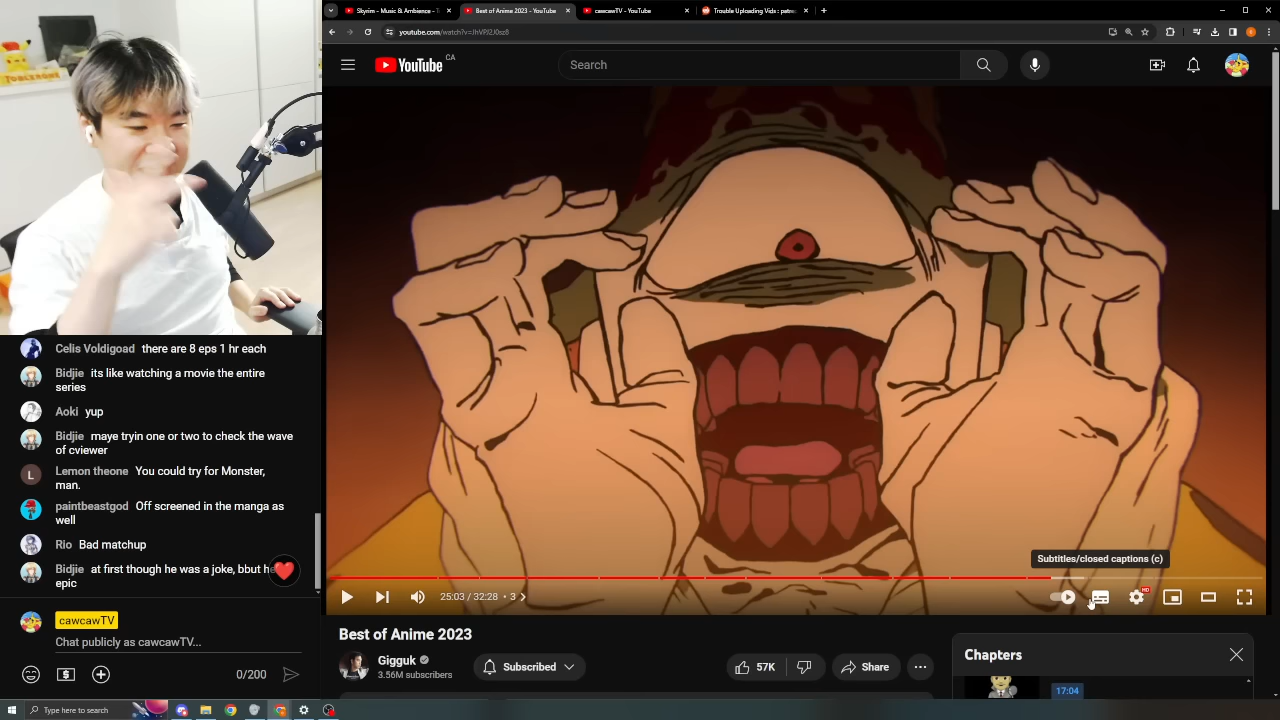 Skyrim - Music & Ambience - T
Best of Anime 2023 - YouTube
cawcawTV - YouTube
Trouble Uploading Vids : patre
youtube.com/watch?v=
YouTube CA
Search
TOBLERONE
Celis Voldigoad there are 8 eps 1 hr each
Bidjie its like watching a movie the entire
series
Aoki yup
Bidjie maye tryin one or two to check the wave
of cviewer
L
Lemon theone You could try for Monster,
man.
paintbeastgod Off screened in the manga as
well
Rio Bad matchup
Bidjie at first though he was a joke, bbut he
epic
cawcawTV
Chat publicly as cawcawTV...
0/200
Subtitles/closed captions (c)
25:03 / 32:28 • 3
HD
Best of Anime 2023
Gigguk
3.56M subscribers
Subscribed
57K
Share
Chapters
17:04
Type here to search